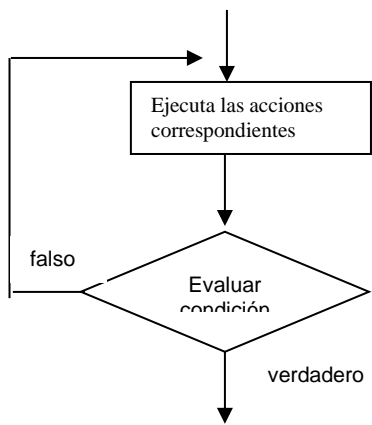 Ejecuta las acciones
correspondientes
falso
Evaluar
condición
verdadero